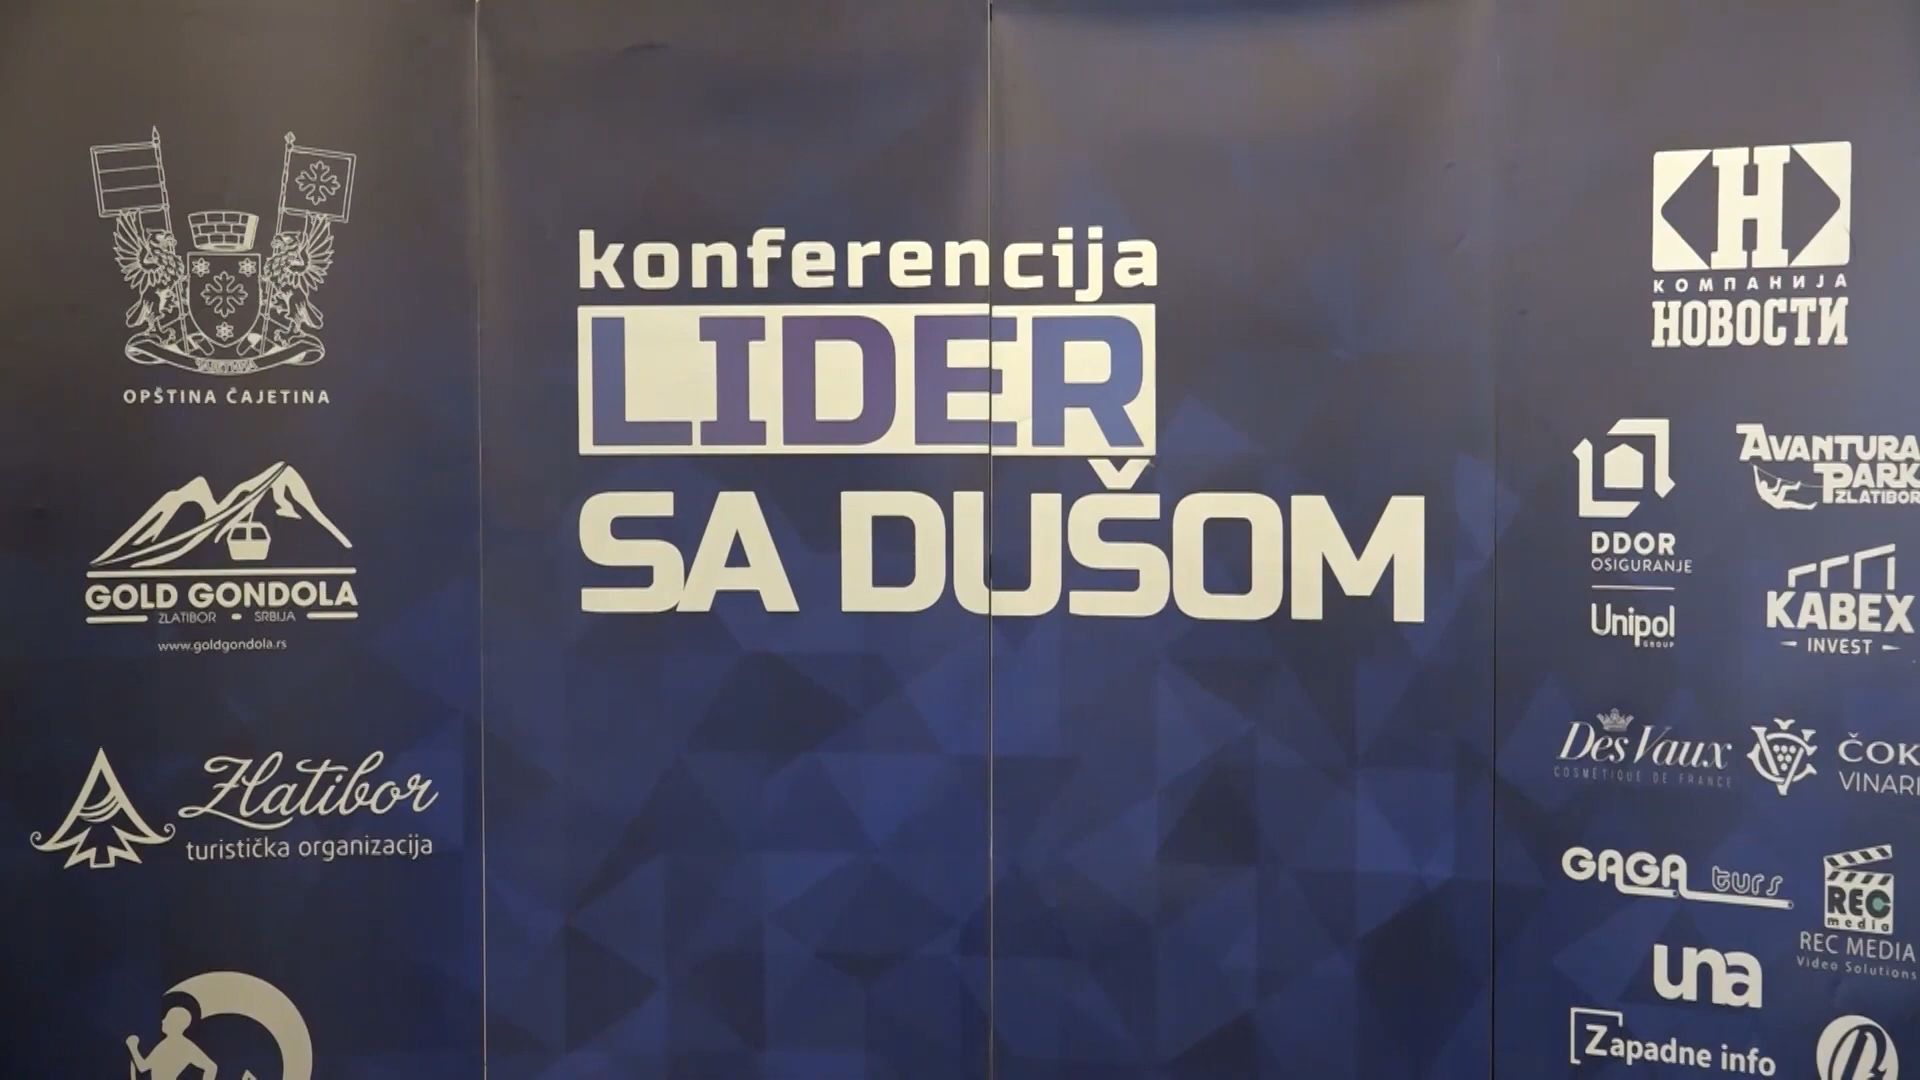 OPŠTINA ČAJETINA
GOLD GONDOLA
ZLATIBOR • SRBIJA
www.goldgondola.rs
Zlatibor
turistička organizacija
konferencija
LIDER
SA DUŠOM
Н
КОМПАНИЈА
НОВОСТИ
DDOR
OSIGURANJE
Unipol
GROUP
AVANTURA
PARK
ZLATIBOR
KABEX
INVEST
Des Vaux
COSMÉTIQUE DE FRANCE
ČOK
VINARI
GAGA turs
REC
media
REC MEDIA
Video Solutions
una
Zapadne info